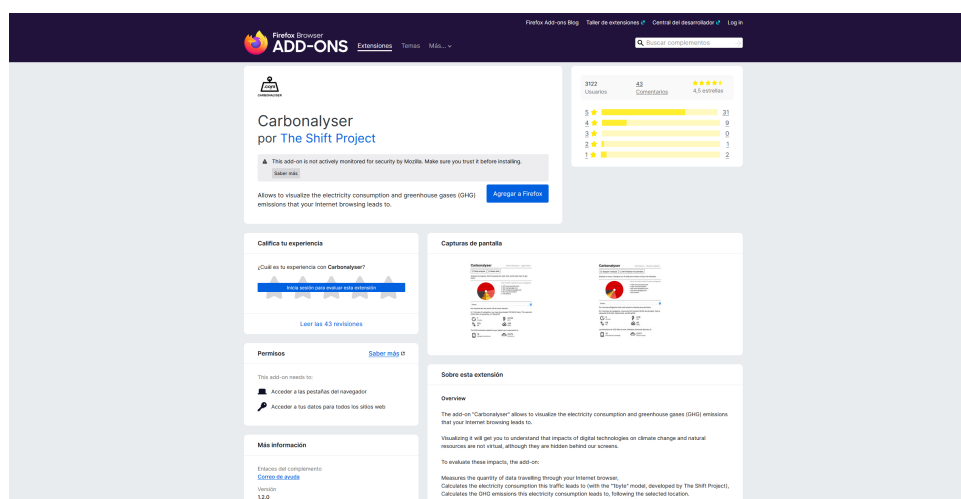 Firefox Add-ons Blog Taller de extensiones Central del desarrollador Log in
Firefox Browser
ADD-ONS Extensiones Temas Más...
Buscar complementos
.com
CARBONALYSER
Carbonalyser
por The Shift Project
This add-on is not actively monitored for security by Mozilla. Make sure you trust it before installing.
Saber más
Allows to visualize the electricity consumption and greenhouse gases (GHG)
emissions that your Internet browsing leads to.
Agregar a Firefox
3122 43
Usuarios Comentarios 4,5 estrellas
5 31
4 9
3 0
2 1
1 2
Califica tu experiencia
¿Cuál es tu experiencia con Carbonalyser?
Inicia sesión para evaluar esta extensión
Leer las 43 revisiones
Permisos Saber más
This add-on needs to:
Acceder a las pestañas del navegador
Acceder a tus datos para todos los sitios web
Más información
Enlaces del complemento
Correo de ayuda
Versión
1.2.0
Capturas de pantalla
Carbonalyser
Carbonalyser
Sobre esta extensión
Overview
The add-on "Carbonalyser" allows to visualize the electricity consumption and greenhouse gases (GHG) emissions
that your Internet browsing leads to.
Visualizing it will get you to understand that impacts of digital technologies on climate change and natural
resources are not virtual, although they are hidden behind our screens.
To evaluate these impacts, the add-on:
Measures the quantity of data travelling through your Internet browser,
Calculates the electricity consumption this traffic leads to (with the "1byte" model, developed by The Shift Project),
Calculates the GHG emissions this electricity consumption leads to, following the selected location.